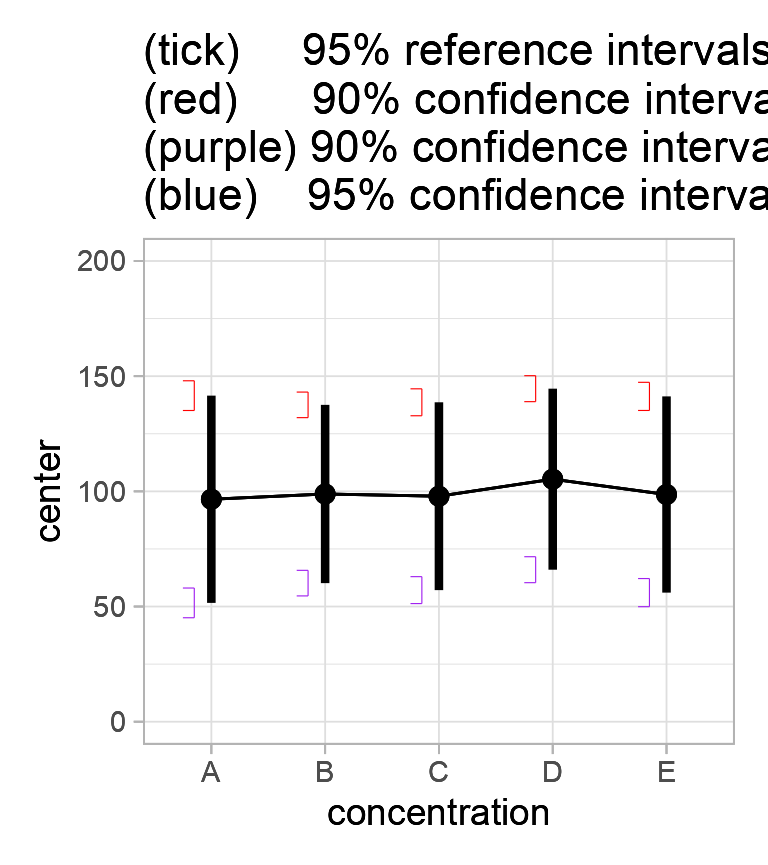 (tick) 95% reference intervals
(red) 90% confidence interva
(purple) 90% confidence interva
(blue) 95% confidence interva
200
150
100
50
0
center
A B C D E
concentration